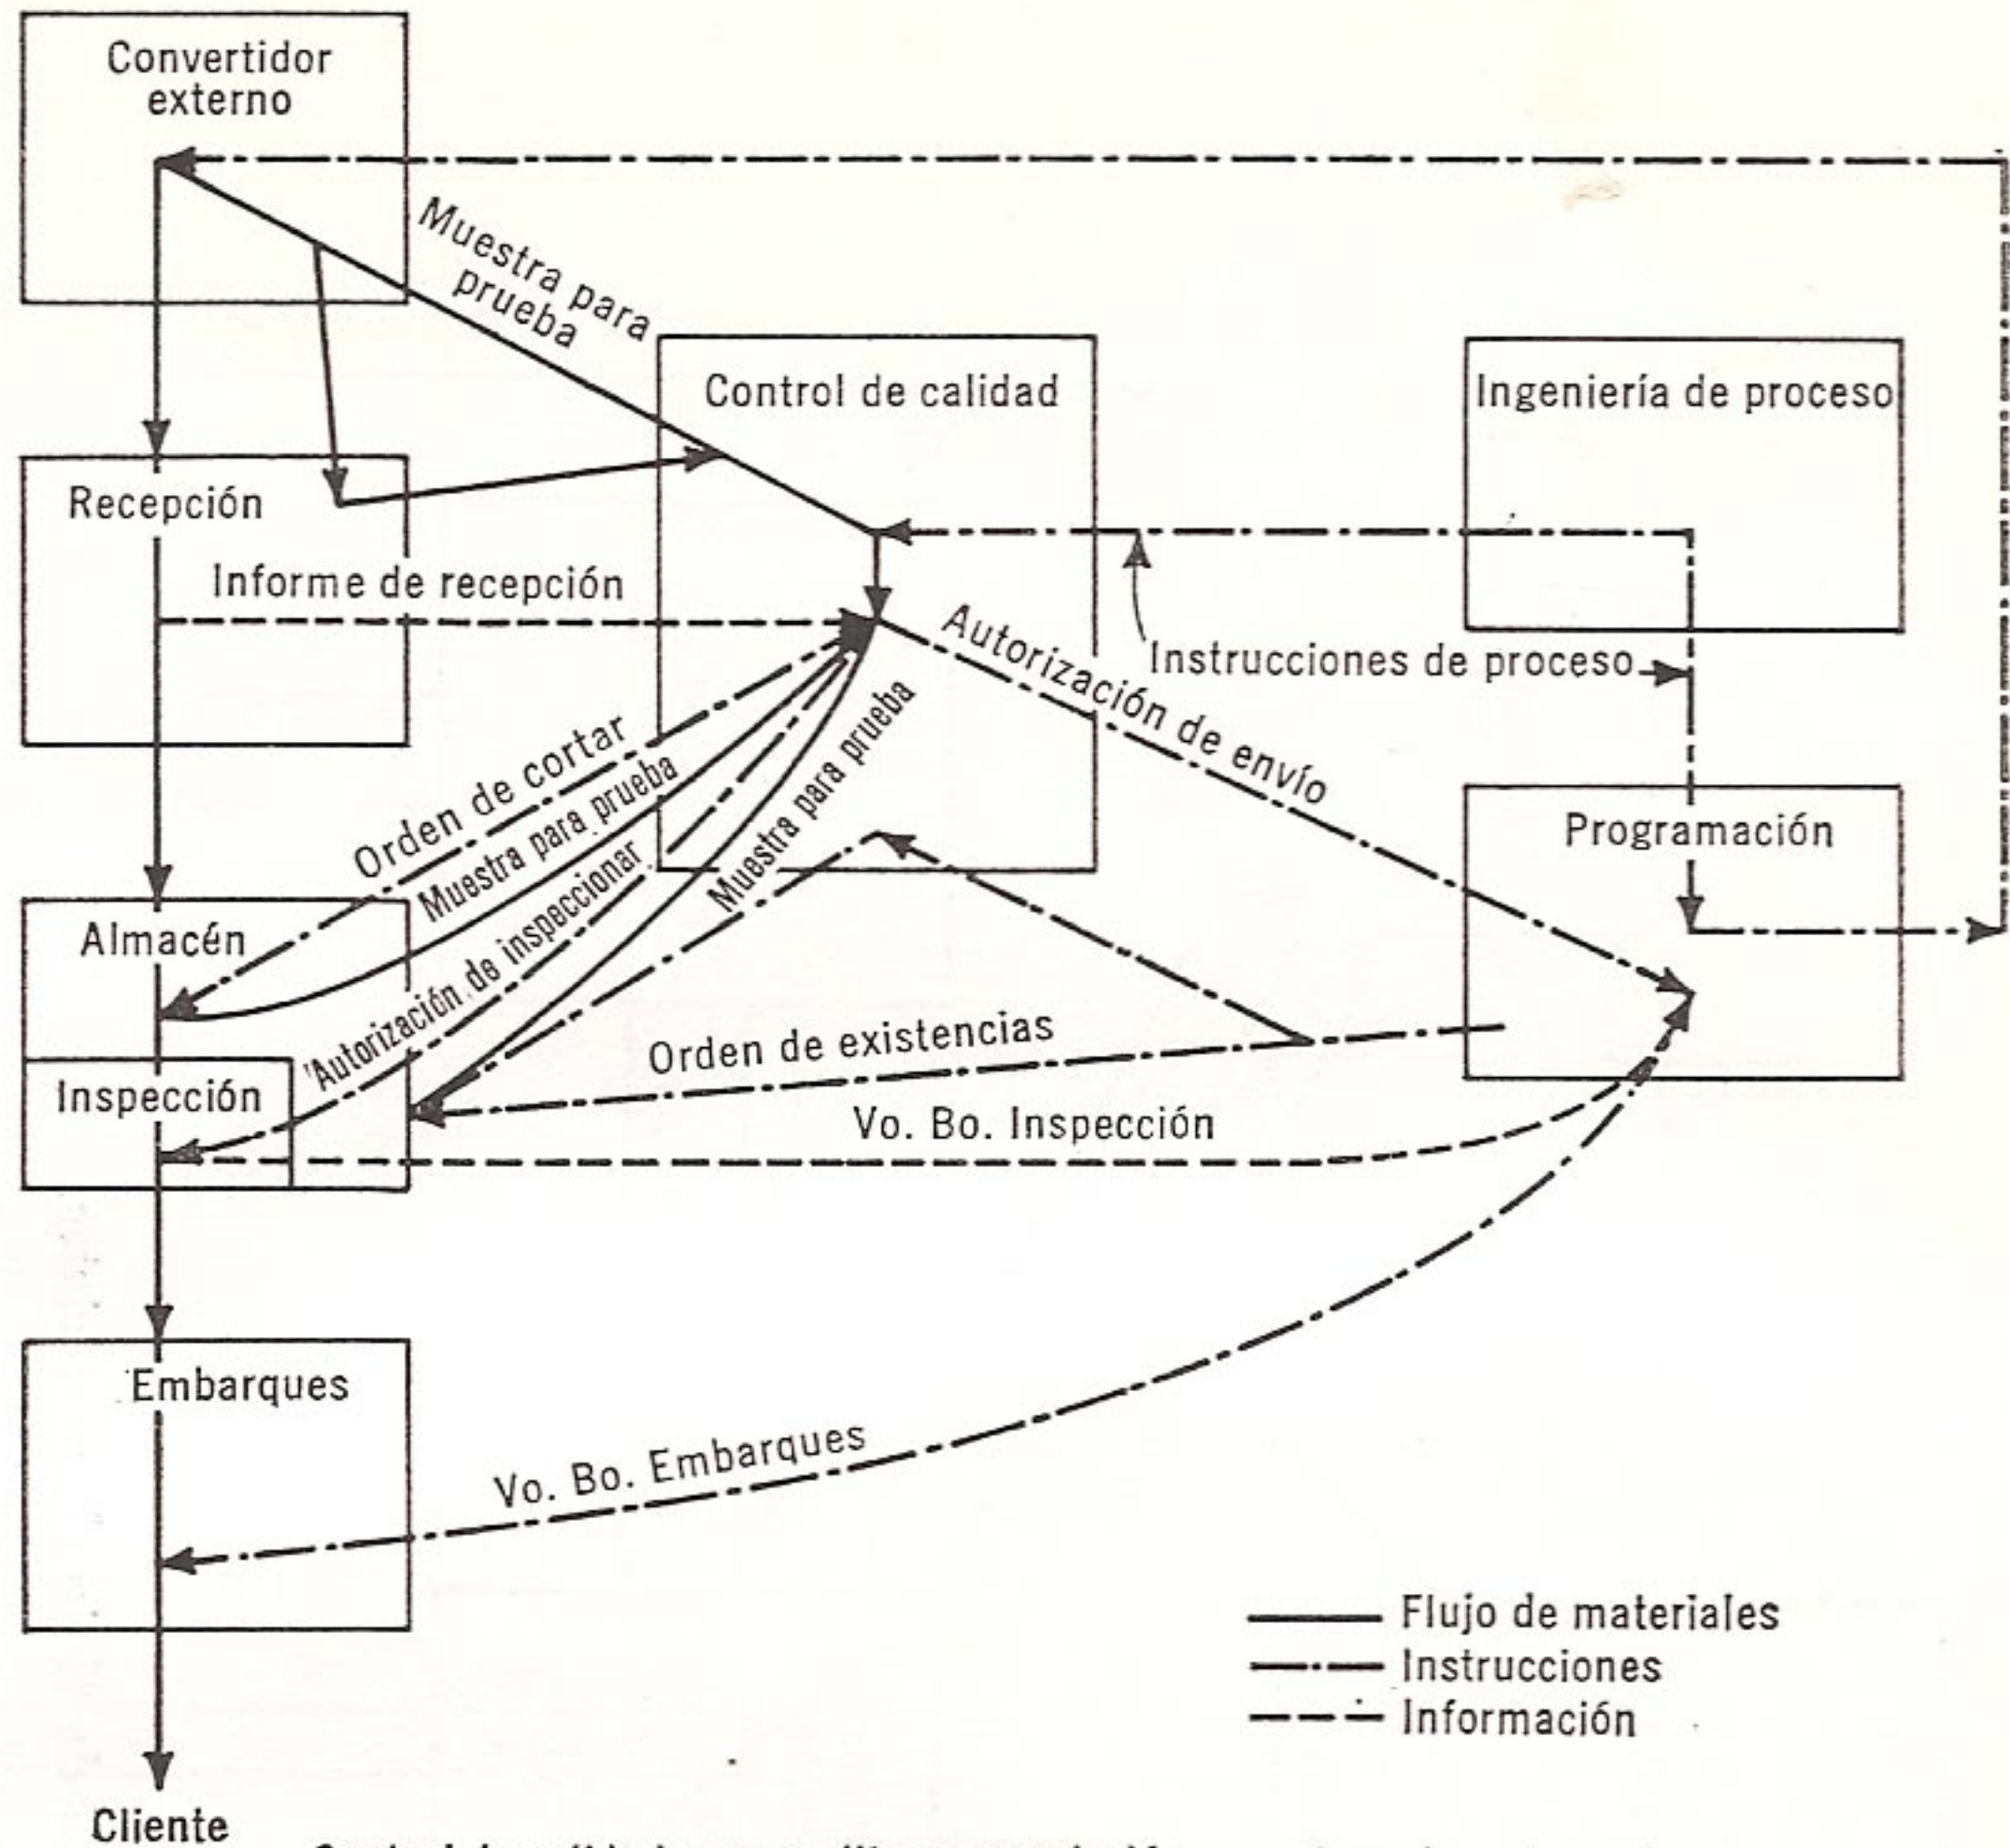 Convertidor
externo
Muestra para
prueba
Control de calidad
Ingeniería de proceso
Recepción
Informe de recepción
Autorización de envío
Instrucciones de proceso
Orden de cortar
Muestra para prueba
Autorización de inspeccionar
Muestra para prueba
Programación
Almacén
Orden de existencias
Inspección
Vo. Bo. Inspección
Embarques
Vo. Bo. Embarques
Flujo de materiales
Instrucciones
Información
Cliente